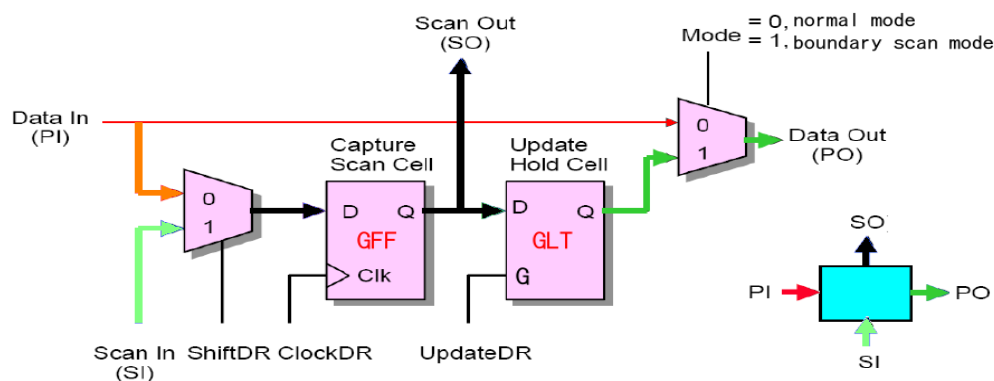 Scan Out
(SO)
Mode
= 0, normal mode
= 1, boundary scan mode
Data In
(PI)
Capture
Scan Cell
Update
Hold Cell
0
1
Data Out
(PO)
0
1
D
Q
GFF
Clk
D
Q
GLT
G
SO
PI
PO
SI
Scan In
(SI)
ShiftDR
ClockDR
UpdateDR